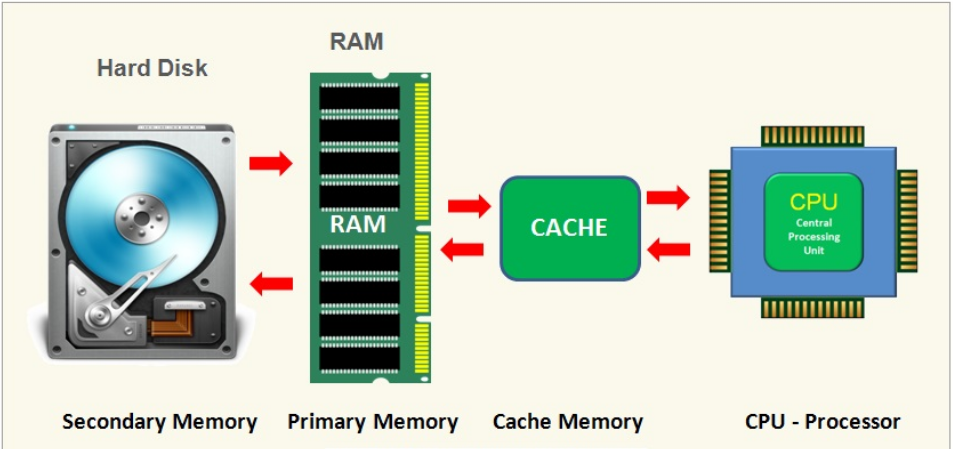 RAM
Hard Disk
RAM
CACHE
CPU
Central
Processing
Unit
Secondary Memory
Primary Memory
Cache Memory
CPU - Processor